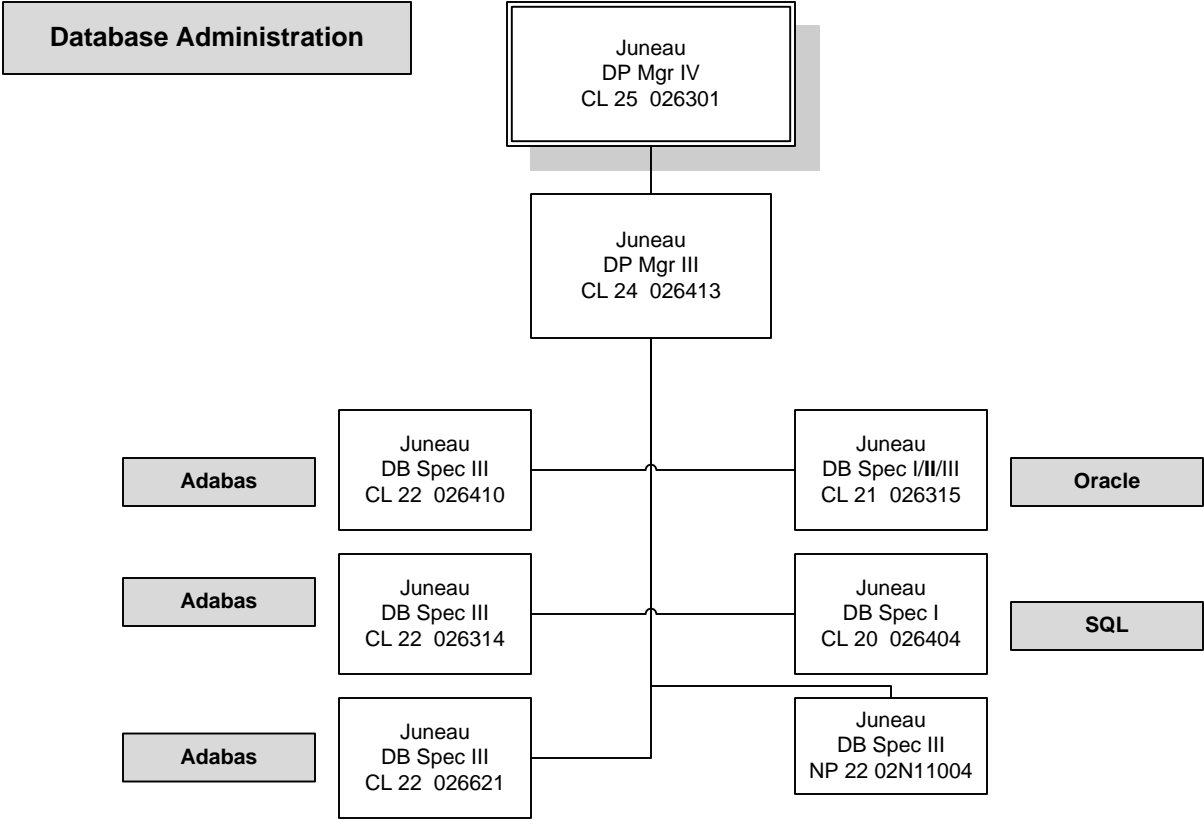 Database Administration
Juneau
DP Mgr IV
CL 25  026301
Juneau
DP Mgr III
CL 24  026413
Adabas
Juneau
DB Spec III
CL 22  026410
Juneau
DB Spec I/II/III
CL 21  026315
Oracle
Adabas
Juneau
DB Spec III
CL 22  026314
Juneau
DB Spec I
CL 20  026404
SQL
Adabas
Juneau
DB Spec III
CL 22  026621
Juneau
DB Spec III
NP 22 02N11004